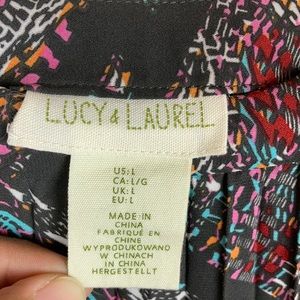 LUCY & LAUREL
US: L
CA: L/G
UK: L
EU: L
MADE IN
CHINA
FABRIQUÉ EN
CHINE
WYPRODUKOWANO
W CHINACH
IN CHINA
HERGESTELLT